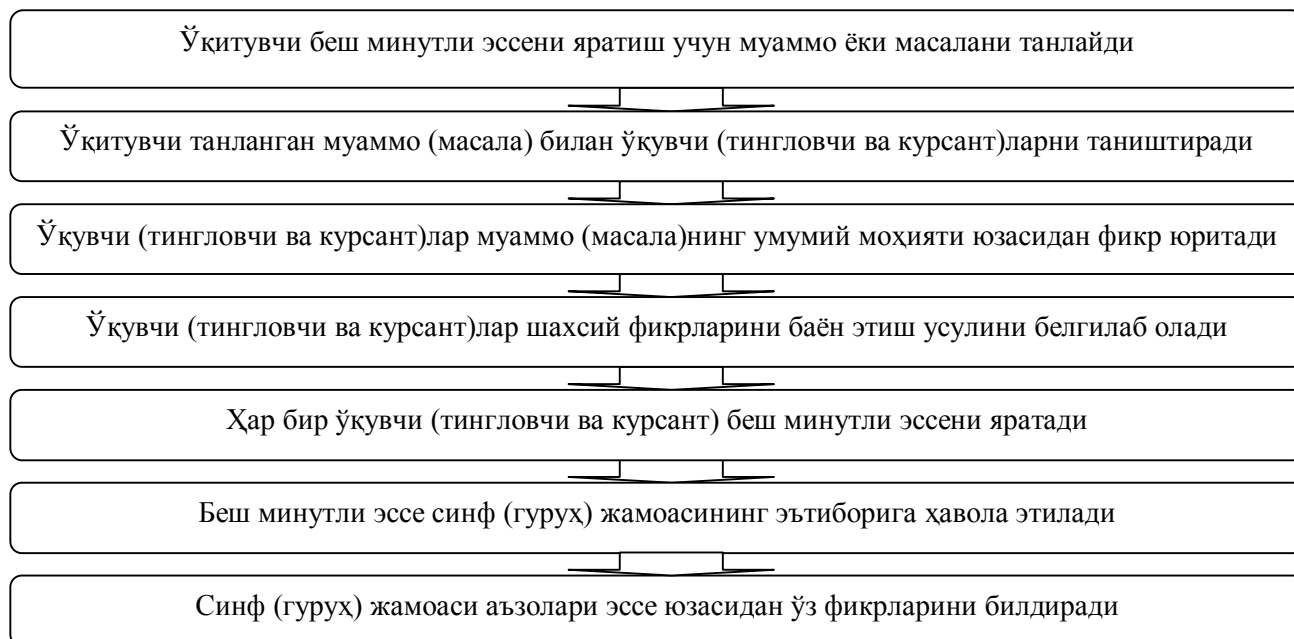 Ўқитувчи беш минутли эссени яратиш учун муаммо ёки масалани танлайди
Ўқитувчи танланган муаммо (масала) билан ўқувчи (тингловчи ва курсант)ларни таништиради
Ўқувчи (тингловчи ва курсант)лар муаммо (масала)нинг умумий моҳияти юзасидан фикр юритади
Ўқувчи (тингловчи ва курсант)лар шахсий фикрларини баён этиш усулини белгилаб олади
Ҳар бир ўқувчи (тингловчи ва курсант) беш минутли эссени яратади
Беш минутли эссе синф (гуруҳ) жамоасининг эътиборига ҳавола этилади
Синф (гуруҳ) жамоаси аъзолари эссе юзасидан ўз фикрларини билдиради